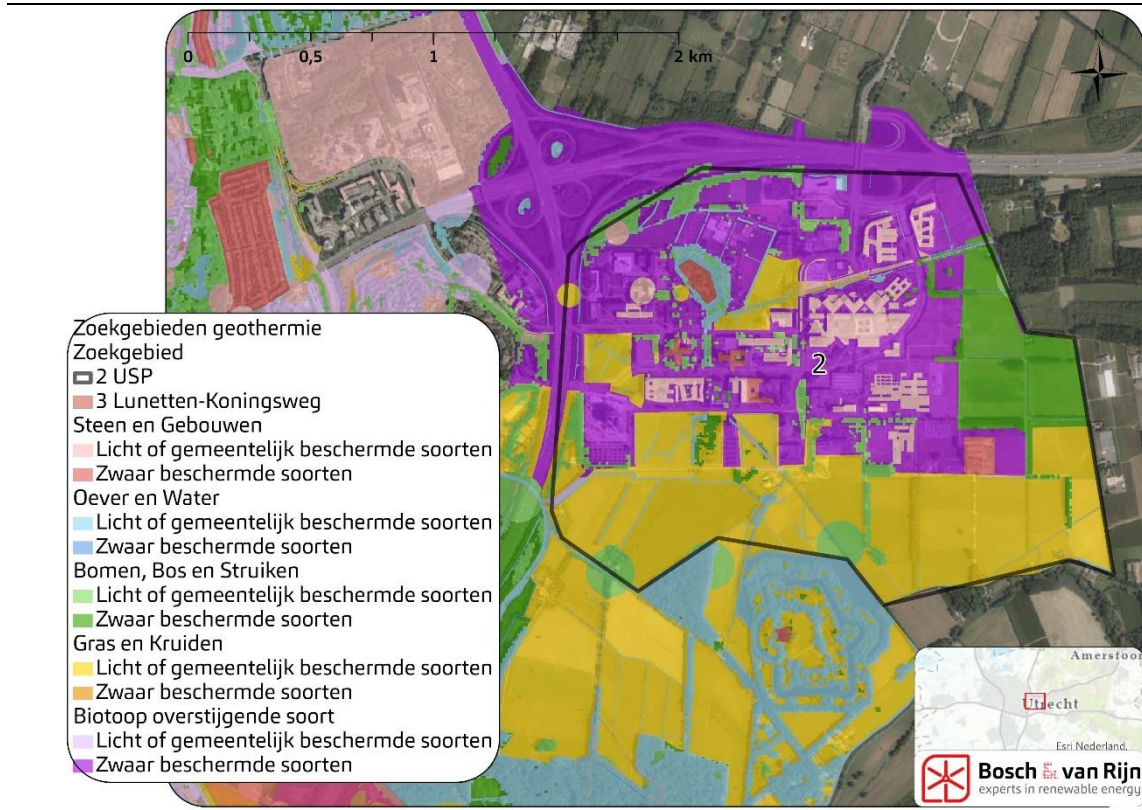 0 0,5 1 2 km
N
2
Zoekgebieden geothermie
Zoekgebied
2 USP
3 Lunetten-Koningsweg
Steen en Gebouwen
Licht of gemeentelijk beschermde soorten
Zwaar beschermde soorten
Oever en Water
Licht of gemeentelijk beschermde soorten
Zwaar beschermde soorten
Bomen, Bos en Struiken
Licht of gemeentelijk beschermde soorten
Zwaar beschermde soorten
Gras en Kruiden
Licht of gemeentelijk beschermde soorten
Zwaar beschermde soorten
Biotoop overstijgende soort
Licht of gemeentelijk beschermde soorten
Zwaar beschermde soorten
Amersfoor
Utrecht
Esri Nederland,
Bosch & van Rijn
experts in renewable energy